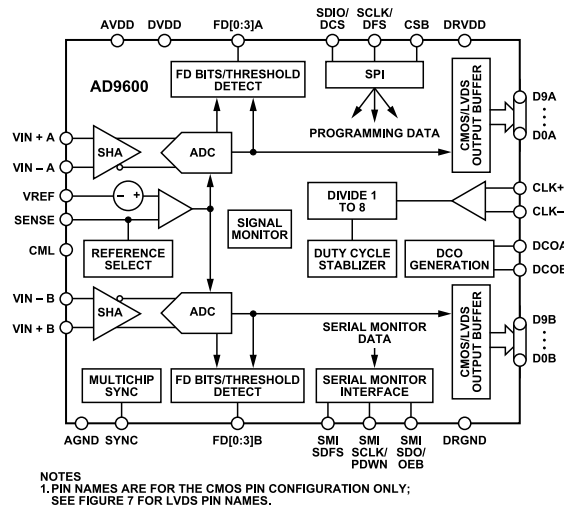 AVDD DVDD FD[0:3]A SDIO/ DCS SCLK/ DFS CSB DRVDD
AD9600
FD BITS/THRESHOLD
DETECT
SPI
PROGRAMMING DATA
CMOS/LVDS
OUTPUT BUFFER
D9A
D0A
VIN + A
VIN – A
SHA
ADC
VREF
SENSE
CML
– +
REFERENCE
SELECT
SIGNAL
MONITOR
DIVIDE 1
TO 8
DUTY CYCLE
STABLIZER
DCO
GENERATION
CLK+
CLK–
DCOA
DCOB
VIN – B
VIN + B
SHA
ADC
SERIAL MONITOR
DATA
CMOS/LVDS
OUTPUT BUFFER
D9B
D0B
MULTICHIP
SYNC
FD BITS/THRESHOLD
DETECT
SERIAL MONITOR
INTERFACE
AGND SYNC FD[0:3]B SMI SDFS SMI SCLK/ PDWN SMI SDO/ OEB DRGND
NOTES
1. PIN NAMES ARE FOR THE CMOS PIN CONFIGURATION ONLY;
SEE FIGURE 7 FOR LVDS PIN NAMES.